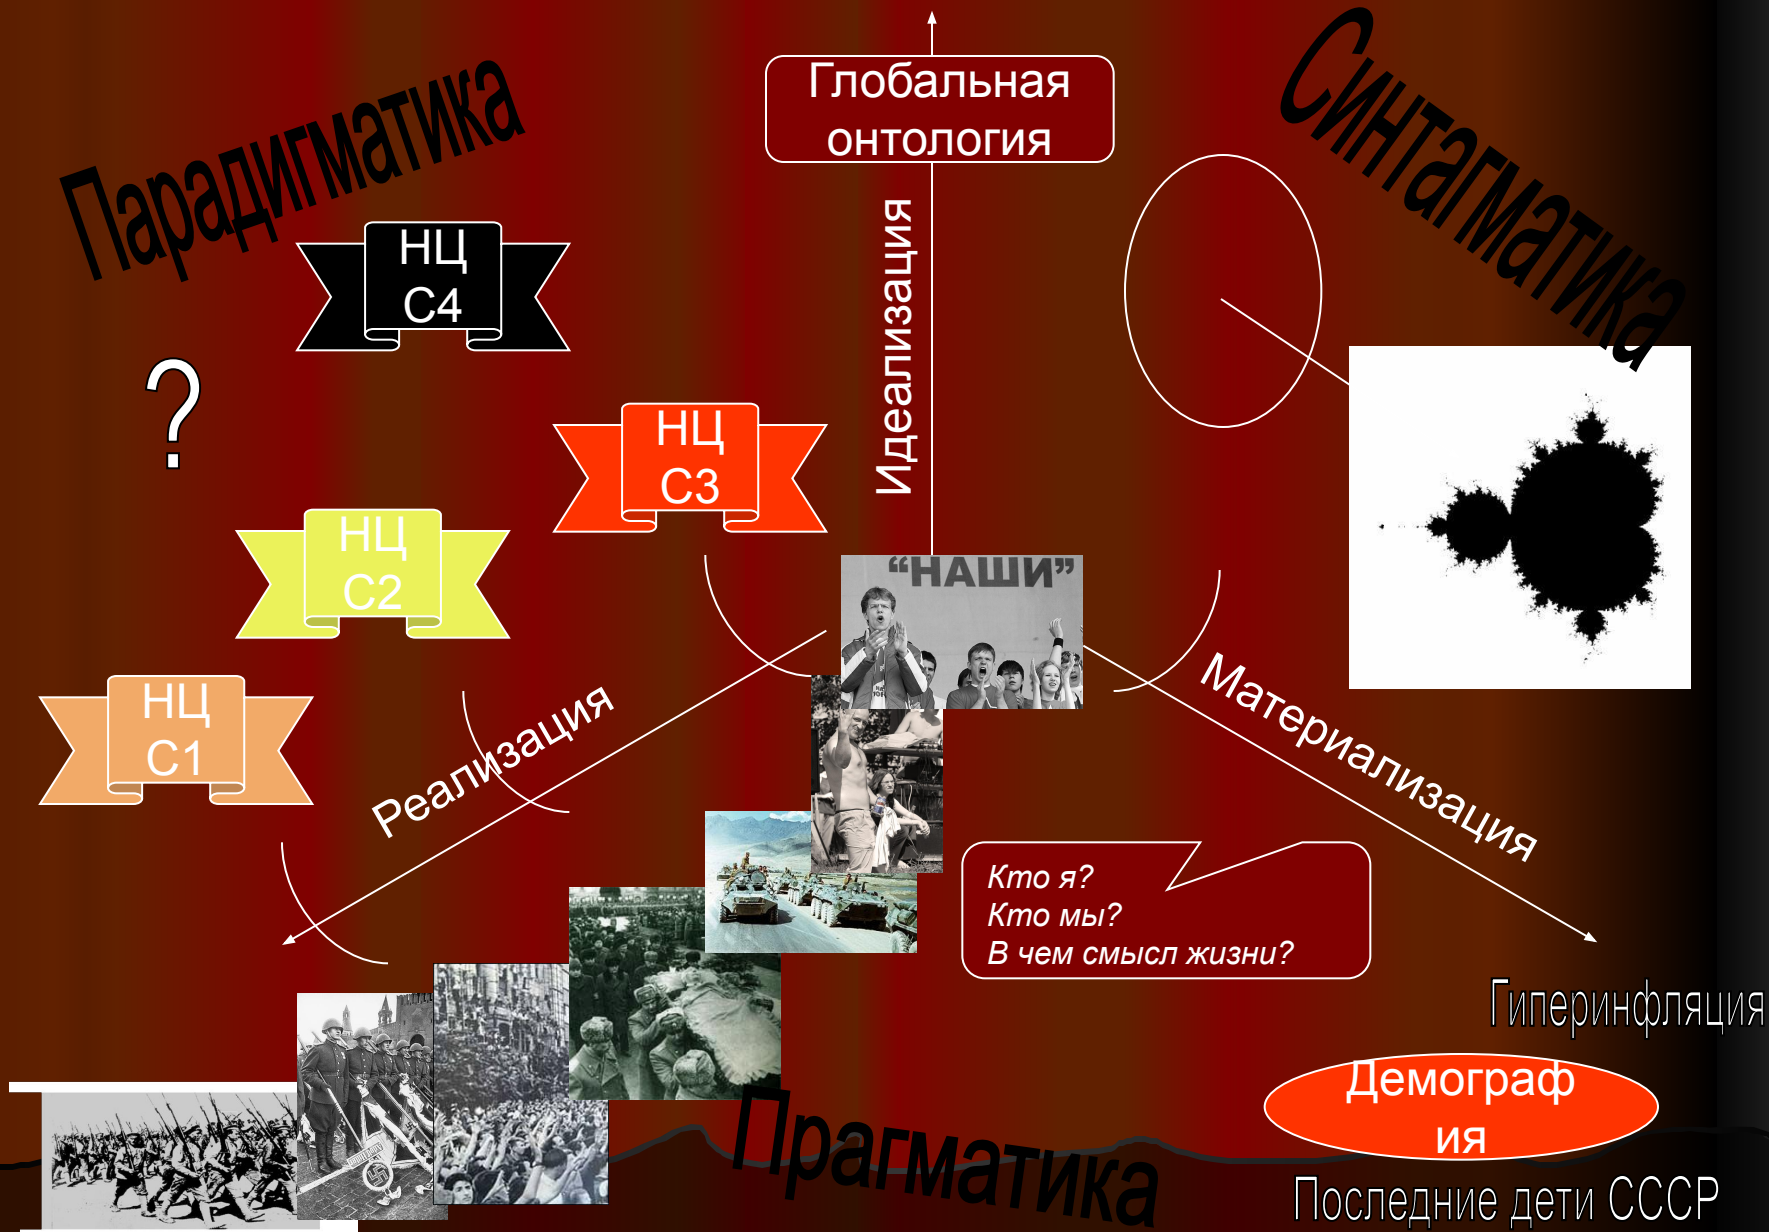 Глобальная
онтология
Парадигматика
Синтагматика
НЦ
С4
Идеализация
?
НЦ
С3
НЦ
С2
“НАШИ”
НЦ
С1
Реализация
Материализация
Кто я?
Кто мы?
В чем смысл жизни?
Гиперинфляция
Демограф
ия
Прагматика
Последние дети СССР